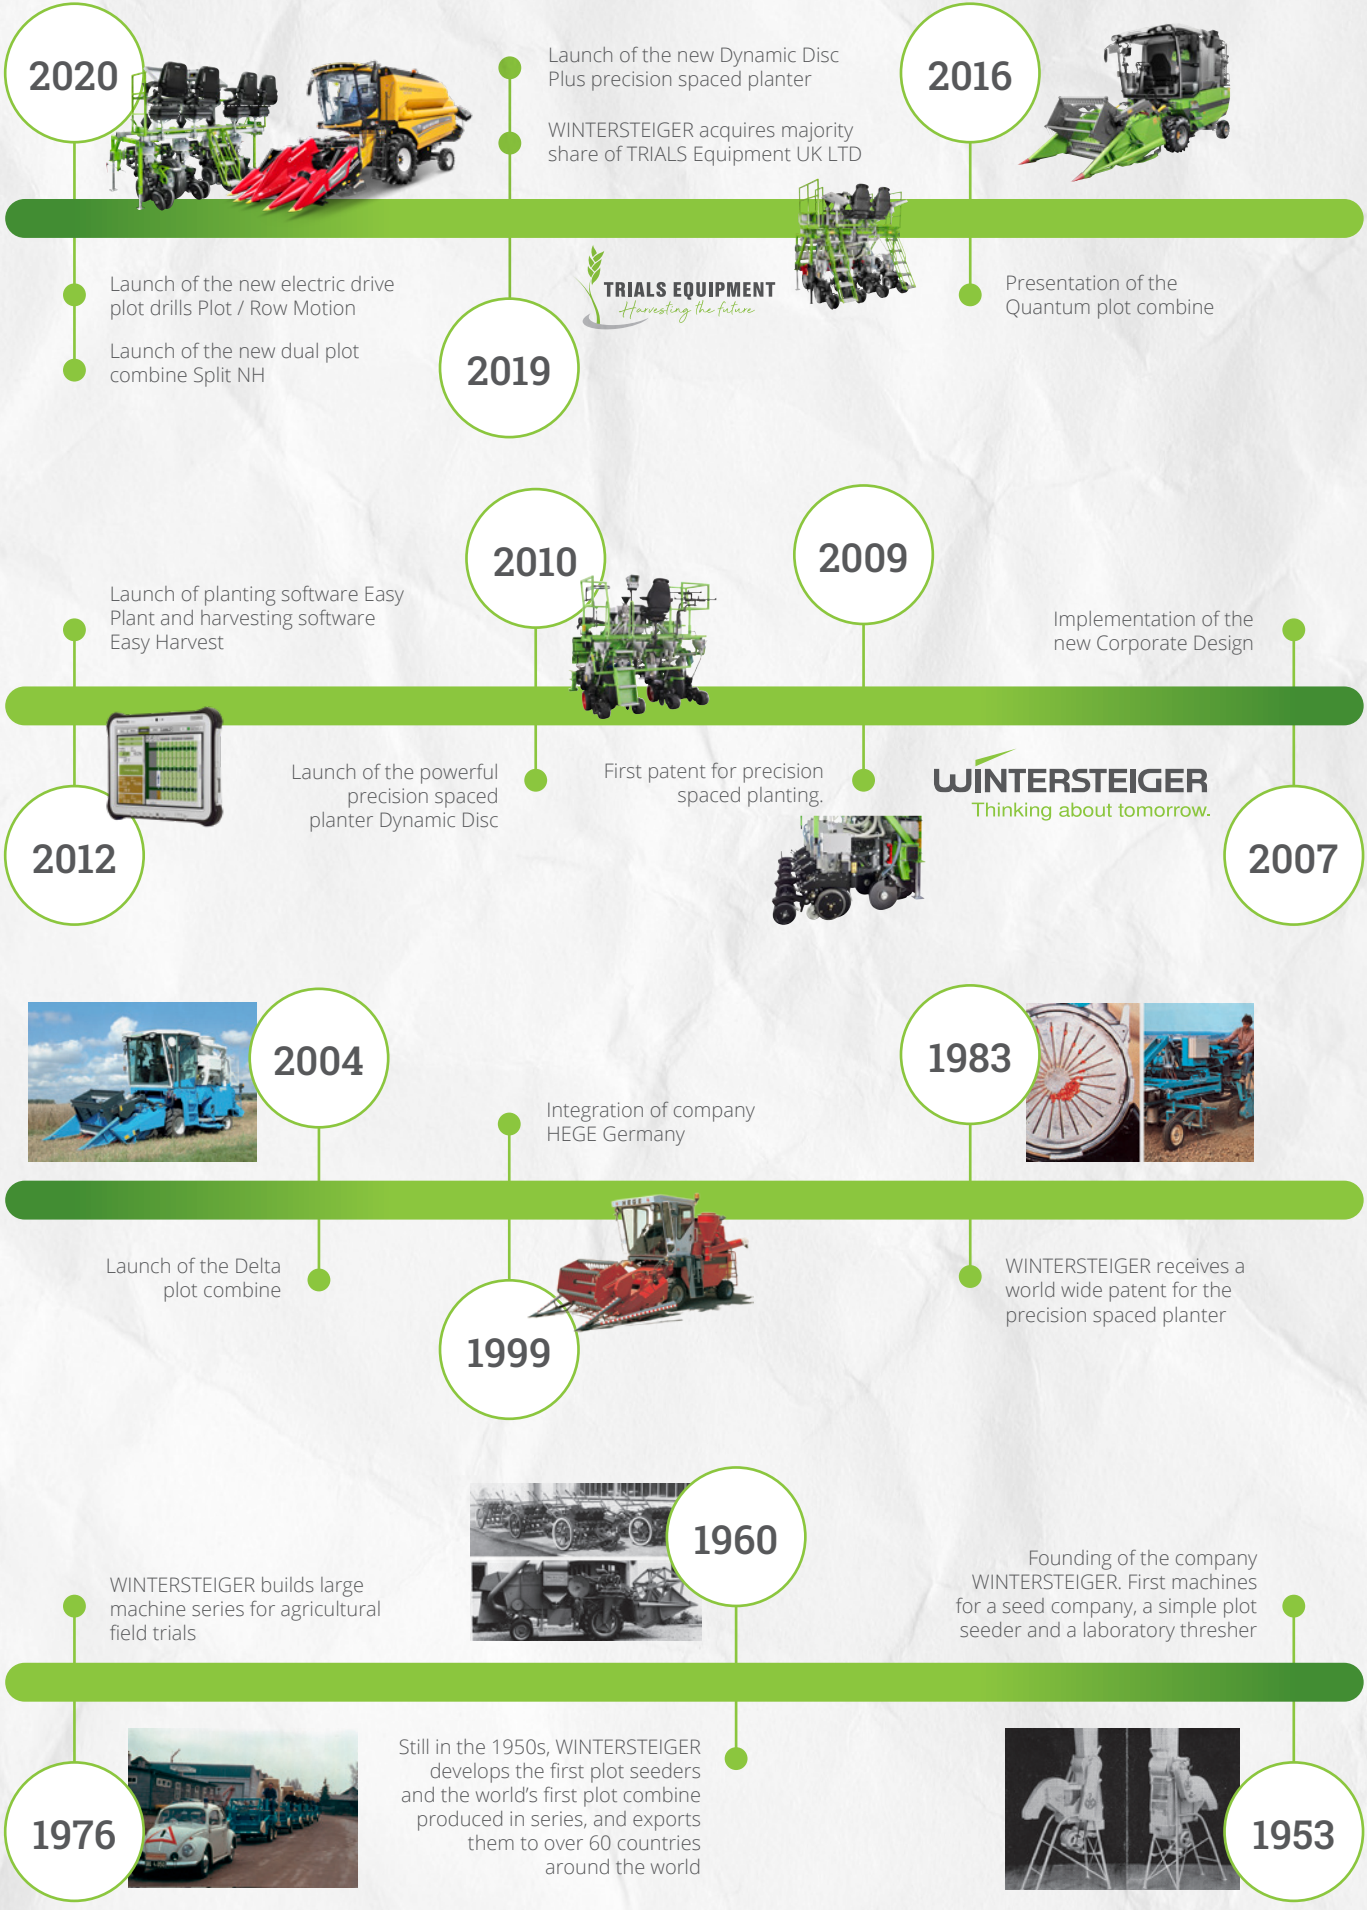 2020
Launch of the new electric drive
plot drills Plot / Row Motion
Launch of the new dual plot
combine Split NH
Launch of the new Dynamic Disc
Plus precision spaced planter
WINTERSTEIGER acquires majority
share of TRIALS Equipment UK LTD
TRIALS EQUIPMENT
Harvesting the future
2019
2016
Presentation of the
Quantum plot combine
Launch of planting software Easy
Plant and harvesting software
Easy Harvest
2012
2010
Launch of the powerful
precision spaced
planter Dynamic Disc
2009
First patent for precision
spaced planting.
Implementation of the
new Corporate Design
WINTERSTEIGER
Thinking about tomorrow.
2007
2004
Launch of the Delta
plot combine
Integration of company
HEGE Germany
HEGE
1999
1983
WINTERSTEIGER receives a
world wide patent for the
precision spaced planter
WINTERSTEIGER builds large
machine series for agricultural
field trials
1976
1960
Still in the 1950s, WINTERSTEIGER
develops the first plot seeders
and the world’s first plot combine
produced in series, and exports
them to over 60 countries
around the world
Founding of the company
WINTERSTEIGER. First machines
for a seed company, a simple plot
seeder and a laboratory thresher
1953